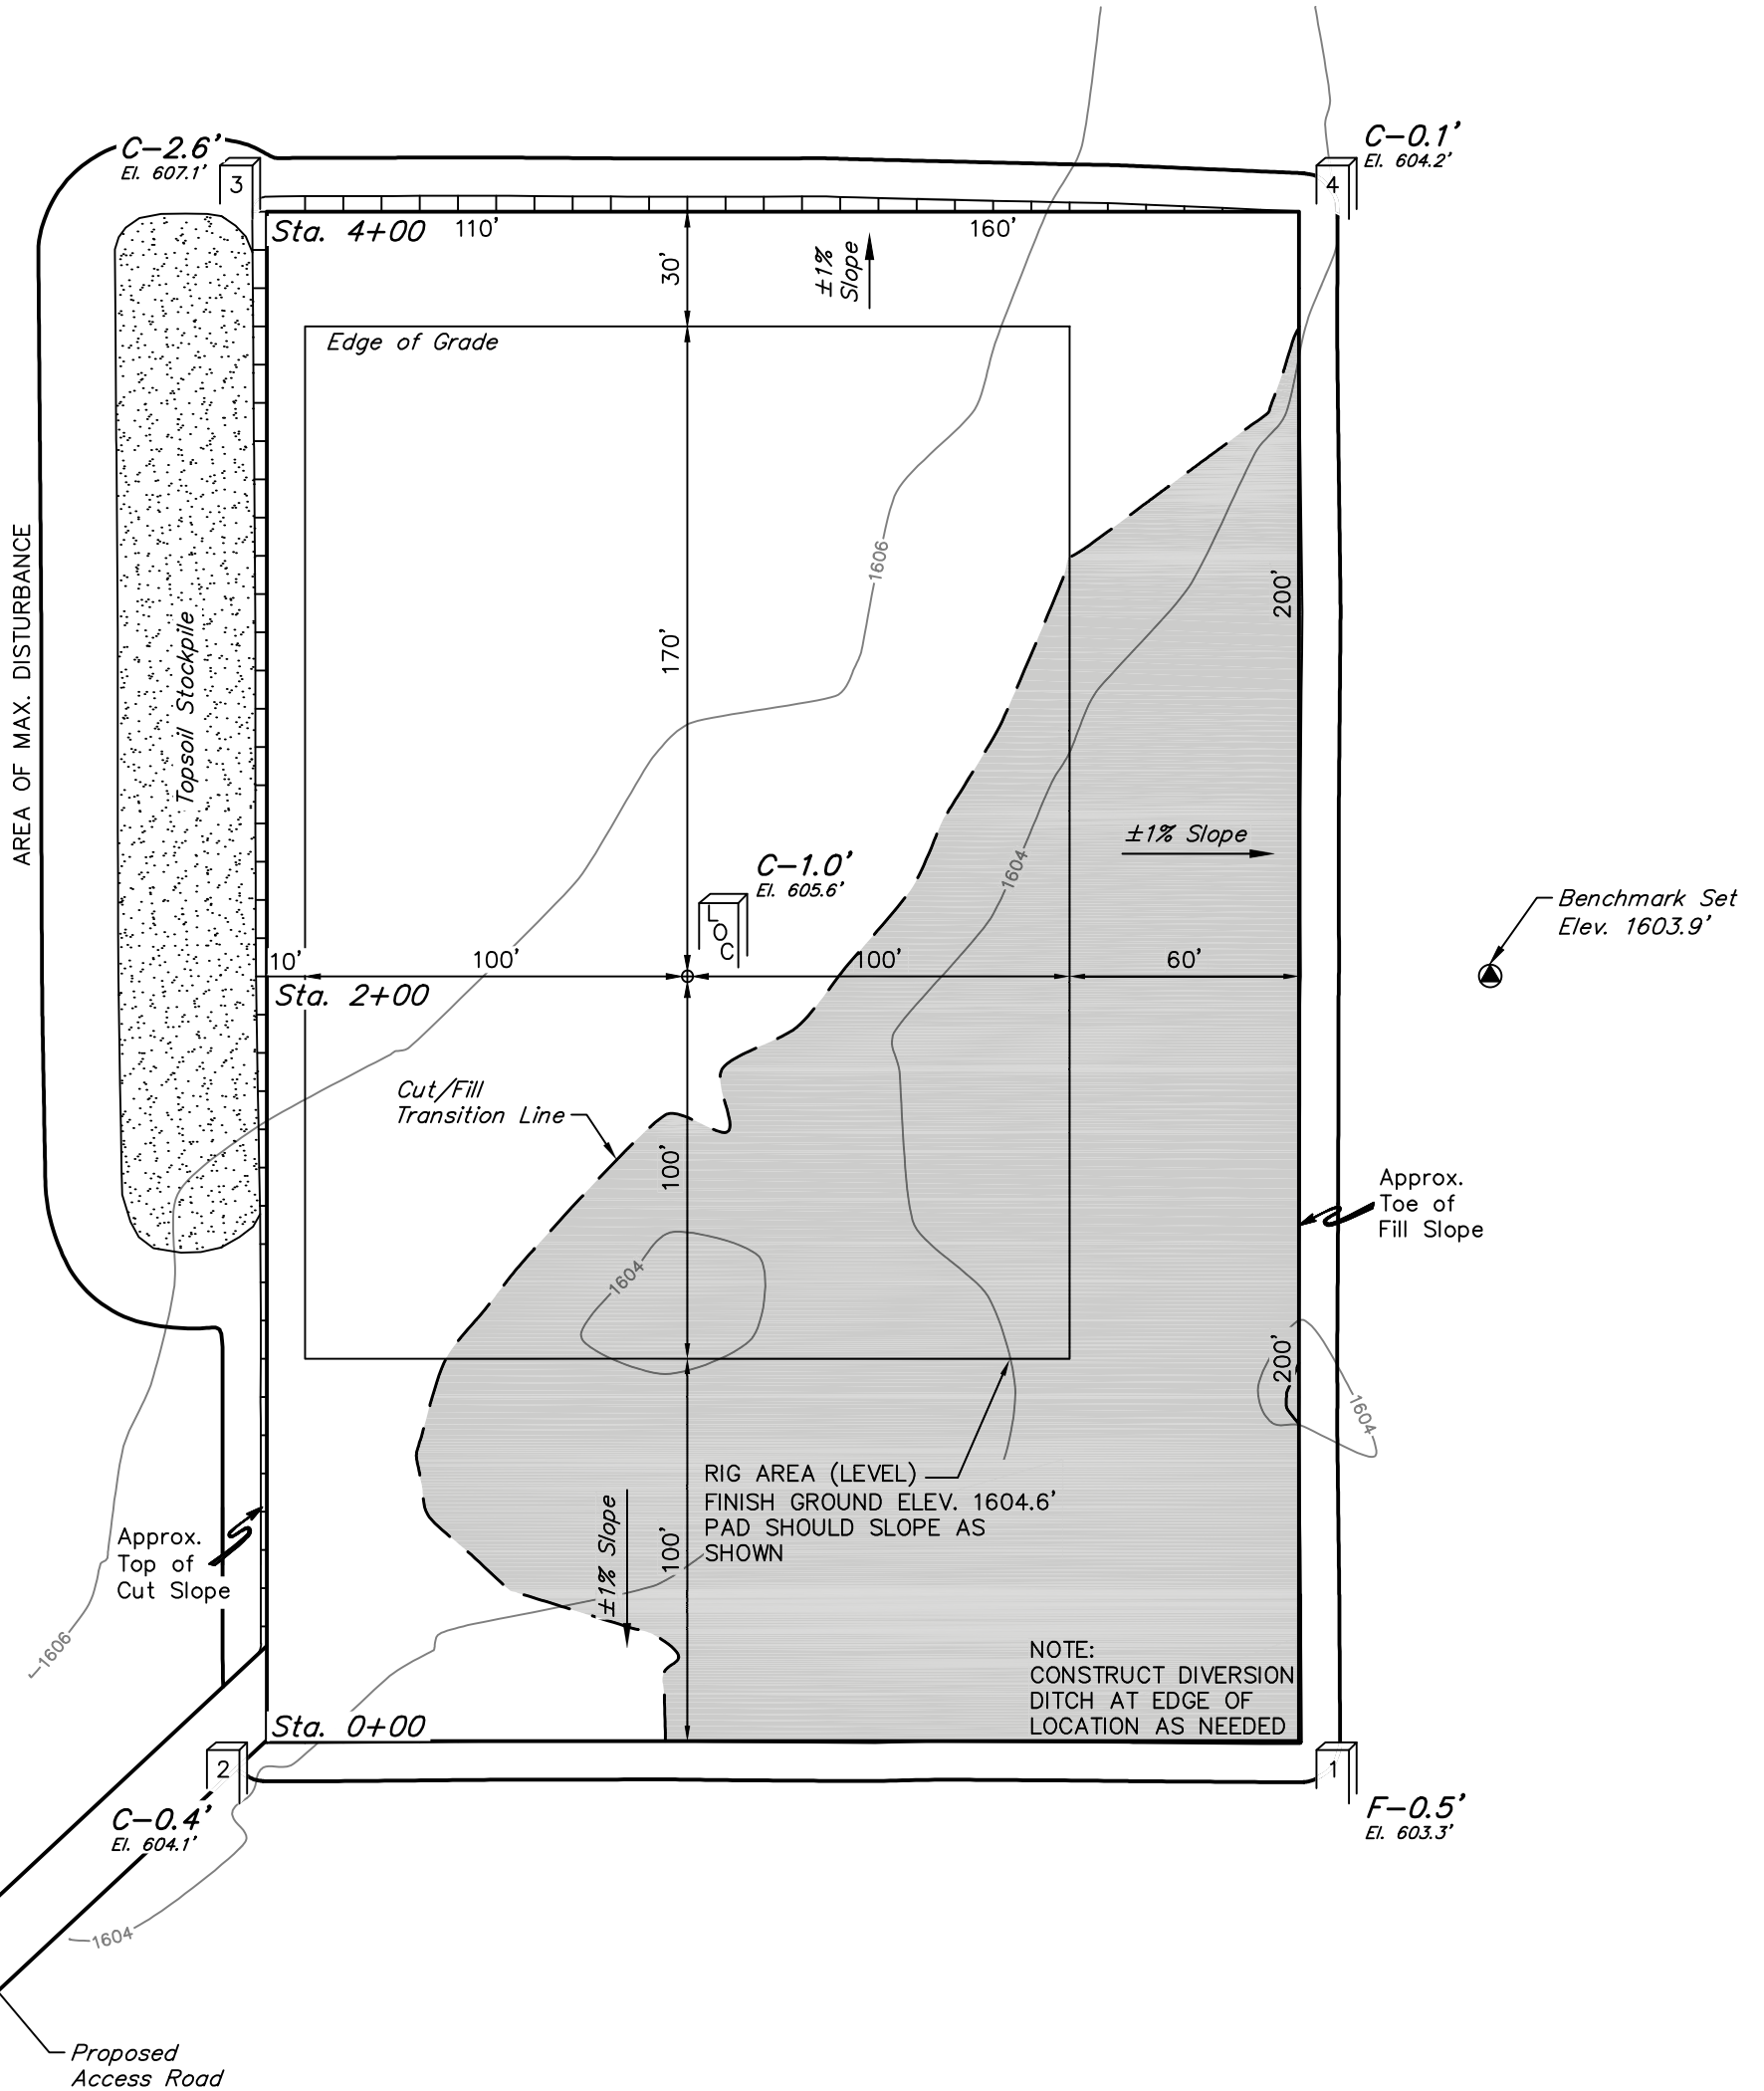 C-2.6'
El. 607.1'
3
C-0.1'
El. 604.2'
4
Sta. 4+00
110'
160'
30'
±1%
Slope
Edge of Grade
AREA OF MAX. DISTURBANCE
Topsoil Stockpile
1606
170'
200'
±1% Slope
1604
C-1.0'
El. 605.6'
LOC
Benchmark Set
Elev. 1603.9'
10'
100'
100'
60'
Sta. 2+00
Cut/Fill
Transition Line
100'
Approx.
Toe of
Fill Slope
1604
200'
1604
RIG AREA (LEVEL)
FINISH GROUND ELEV. 1604.6'
PAD SHOULD SLOPE AS
SHOWN
±1% Slope
100'
Approx.
Top of
Cut Slope
1606
NOTE:
CONSTRUCT DIVERSION
DITCH AT EDGE OF
LOCATION AS NEEDED
Sta. 0+00
2
C-0.4'
El. 604.1'
1
F-0.5'
El. 603.3'
1604
Proposed
Access Road